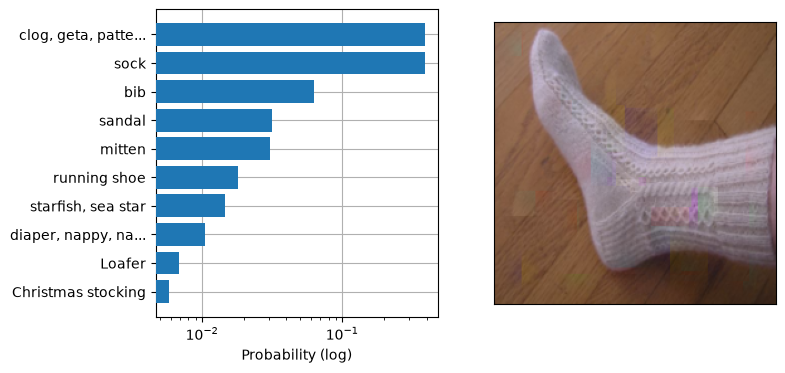 clog, geta, patte...
sock
bib
sandal
mitten
running shoe
starfish, sea star
diaper, nappy, na...
Loafer
Christmas stocking
10⁻² 10⁻¹
Probability (log)